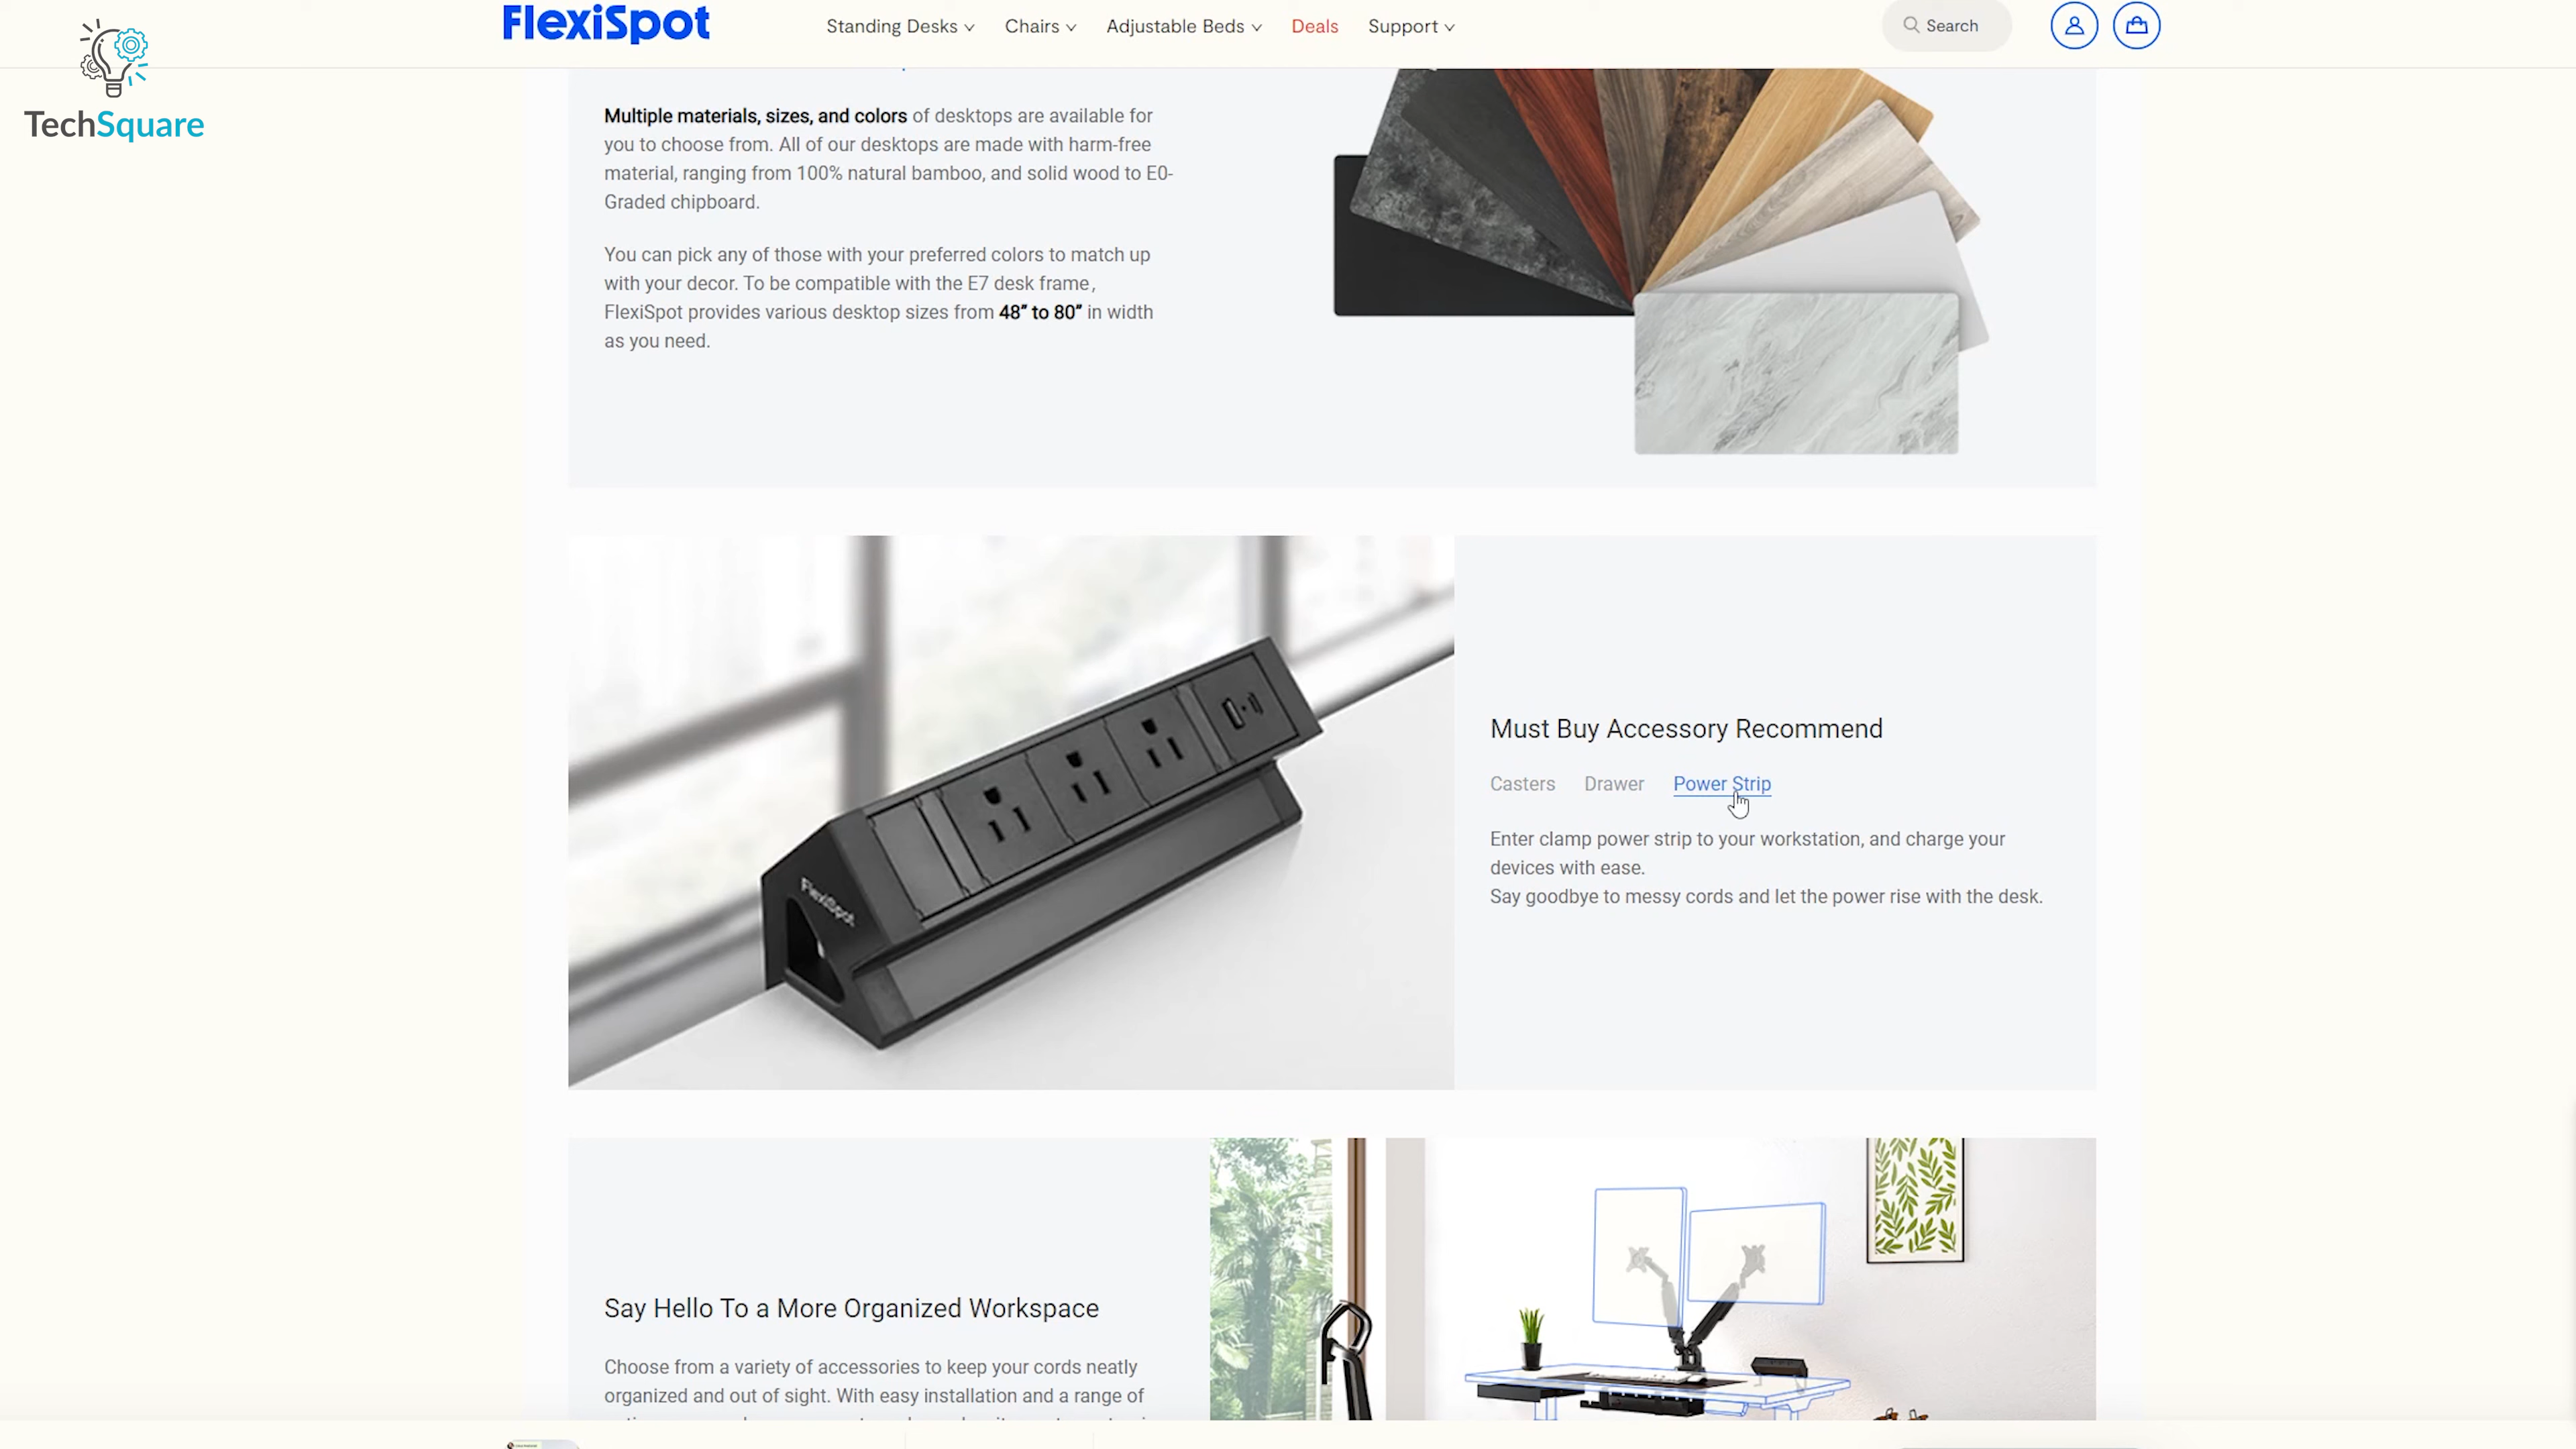 FlexiSpot
Standing Desks
Chairs
Adjustable Beds
Deals
Support
Search
TechSquare
Multiple materials, sizes, and colors of desktops are available for
you to choose from. All of our desktops are made with harm-free
material, ranging from 100% natural bamboo, and solid wood to E0-
Graded chipboard.
You can pick any of those with your preferred colors to match up
with your decor. To be compatible with the E7 desk frame,
FlexiSpot provides various desktop sizes from 48” to 80” in width
as you need.
FlexiSpot
Must Buy Accessory Recommend
Casters
Drawer
Power Strip
Enter clamp power strip to your workstation, and charge your
devices with ease.
Say goodbye to messy cords and let the power rise with the desk.
Say Hello To a More Organized Workspace
Choose from a variety of accessories to keep your cords neatly
organized and out of sight. With easy installation and a range of